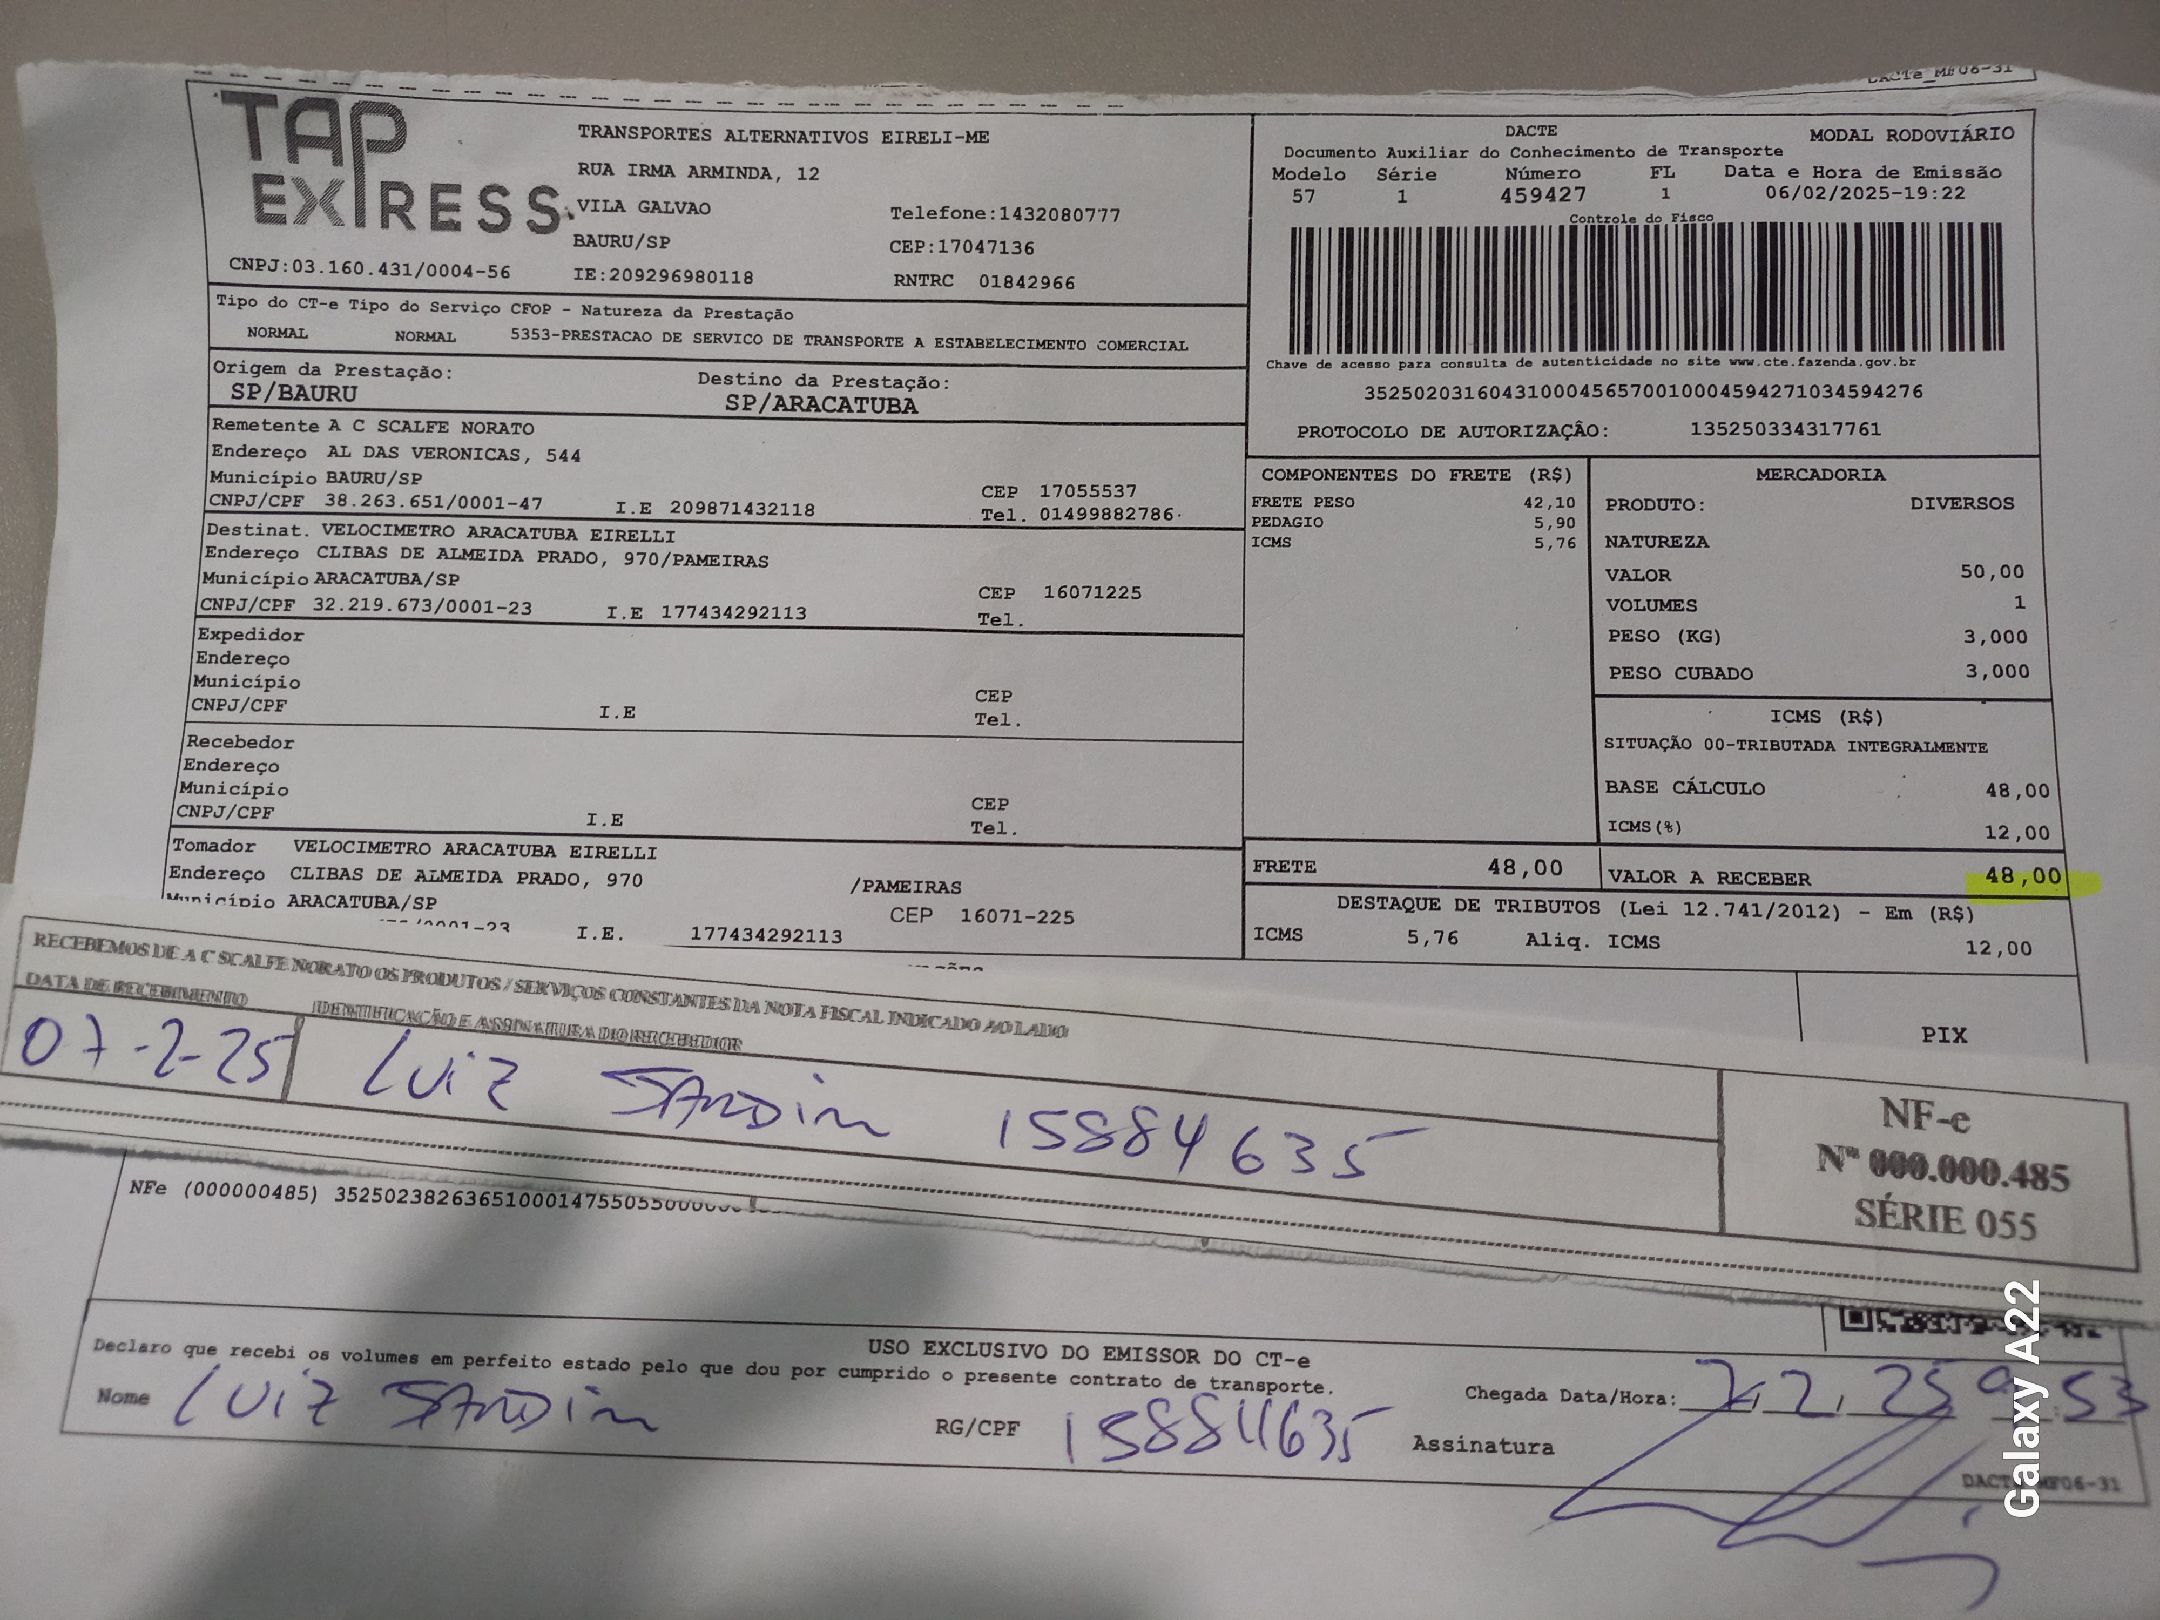 DACTe_MF06-31
TAP EXPRESS
TRANSPORTES ALTERNATIVOS EIRELI-ME
RUA IRMA ARMINDA, 12
VILA GALVAO Telefone:1432080777
BAURU/SP CEP:17047136
CNPJ:03.160.431/0004-56 IE:209296980118 RNTRC 01842966
DACTE MODAL RODOVIÁRIO
Documento Auxiliar do Conhecimento de Transporte
Modelo Série Número FL Data e Hora de Emissão
57 1 459427 1 06/02/2025-19:22
Controle do Fisco
Chave de acesso para consulta de autenticidade no site www.cte.fazenda.gov.br
35250203160431000456570010004594271034594276
PROTOCOLO DE AUTORIZAÇÂO: 135250334317761
Tipo do CT-e Tipo do Serviço CFOP - Natureza da Prestação
NORMAL NORMAL 5353-PRESTACAO DE SERVICO DE TRANSPORTE A ESTABELECIMENTO COMERCIAL
Origem da Prestação: Destino da Prestação:
SP/BAURU SP/ARACATUBA
Remetente A C SCALFE NORATO
Endereço AL DAS VERONICAS, 544
Município BAURU/SP CEP 17055537
CNPJ/CPF 38.263.651/0001-47 I.E 209871432118 Tel. 01499882786
Destinat. VELOCIMETRO ARACATUBA EIRELLI
Endereço CLIBAS DE ALMEIDA PRADO, 970/PAMEIRAS
Município ARACATUBA/SP CEP 16071225
CNPJ/CPF 32.219.673/0001-23 I.E 177434292113 Tel.
Expedidor
Endereço
Município CEP
CNPJ/CPF I.E Tel.
Recebedor
Endereço
Município CEP
CNPJ/CPF I.E Tel.
Tomador VELOCIMETRO ARACATUBA EIRELLI
Endereço CLIBAS DE ALMEIDA PRADO, 970 /PAMEIRAS
Município ARACATUBA/SP CEP 16071-225
/0001-23 I.E. 177434292113
COMPONENTES DO FRETE (R$)
FRETE PESO 42,10
PEDAGIO 5,90
ICMS 5,76
MERCADORIA
PRODUTO: DIVERSOS
NATUREZA
VALOR 50,00
VOLUMES 1
PESO (KG) 3,000
PESO CUBADO 3,000
ICMS (R$)
SITUAÇÃO 00-TRIBUTADA INTEGRALMENTE
BASE CÁLCULO 48,00
ICMS(%) 12,00
FRETE 48,00 VALOR A RECEBER 48,00
DESTAQUE DE TRIBUTOS (Lei 12.741/2012) - Em (R$)
ICMS 5,76 Aliq. ICMS 12,00
PIX
RECEBEMOS DE A C SCALFE NORATO OS PRODUTOS / SERVIÇOS CONSTANTES DA NOTA FISCAL INDICADO AO LADO
DATA DE RECEBIMENTO IDENTIFICAÇÃO E ASSINATURA DO RECEBEDOR
07-2-25 Luiz JARDim 15884635
NF-e
Nº 000.000.485
SÉRIE 055
NFe (000000485) 352502382636510001475505500000
USO EXCLUSIVO DO EMISSOR DO CT-e
Declaro que recebi os volumes em perfeito estado pelo que dou por cumprido o presente contrato de transporte.
Nome Luiz JARDim RG/CPF 15884635 Chegada Data/Hora: 7/2/25 9:53
Assinatura
DACTe_MF06-31
Galaxy A22